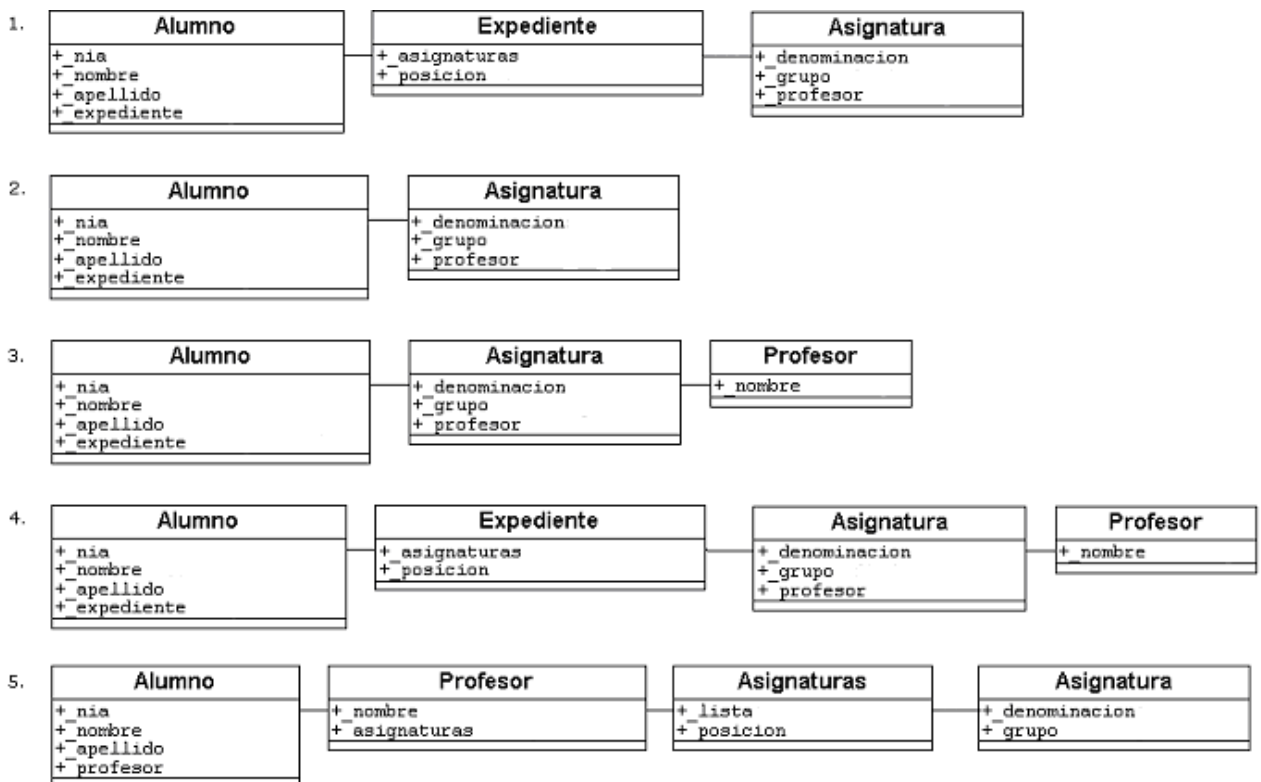 1.
Alumno
+_nia
+_nombre
+_apellido
+_expediente
Expediente
+_asignaturas
+_posicion
Asignatura
+_denominacion
+_grupo
+_profesor
2.
Alumno
+_nia
+_nombre
+_apellido
+_expediente
Asignatura
+_denominacion
+_grupo
+_profesor
3.
Alumno
+_nia
+_nombre
+_apellido
+_expediente
Asignatura
+_denominacion
+_grupo
+_profesor
Profesor
+_nombre
4.
Alumno
+_nia
+_nombre
+_apellido
+_expediente
Expediente
+_asignaturas
+_posicion
Asignatura
+_denominacion
+_grupo
+_profesor
Profesor
+_nombre
5.
Alumno
+_nia
+_nombre
+_apellido
+_profesor
Profesor
+_nombre
+_asignaturas
Asignaturas
+_lista
+_posicion
Asignatura
+_denominacion
+_grupo